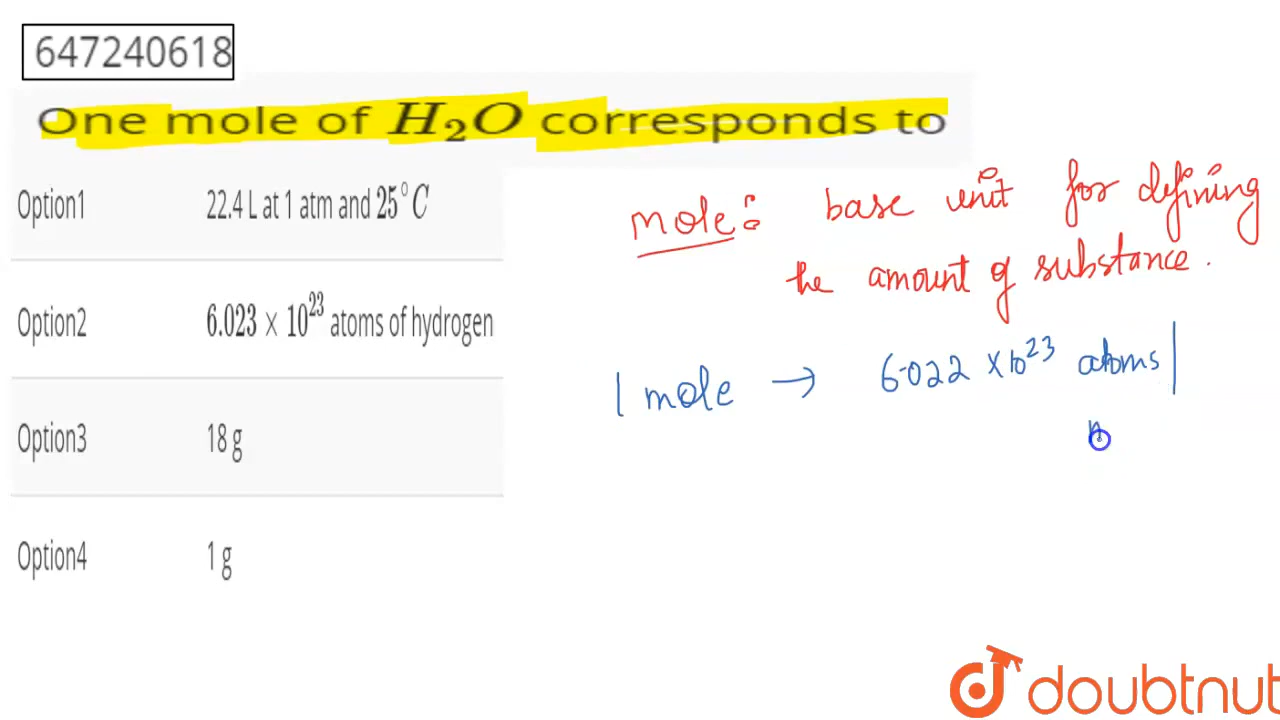 647240618
One mole of H₂O corresponds to
Option1 22.4 L at 1 atm and 25°C
Option2 6.023 × 10²³ atoms of hydrogen
Option3 18 g
Option4 1 g
mole: base unit for defining
the amount of substance.
1 mole → 6.022 × 10²³ atoms |
doubtnut